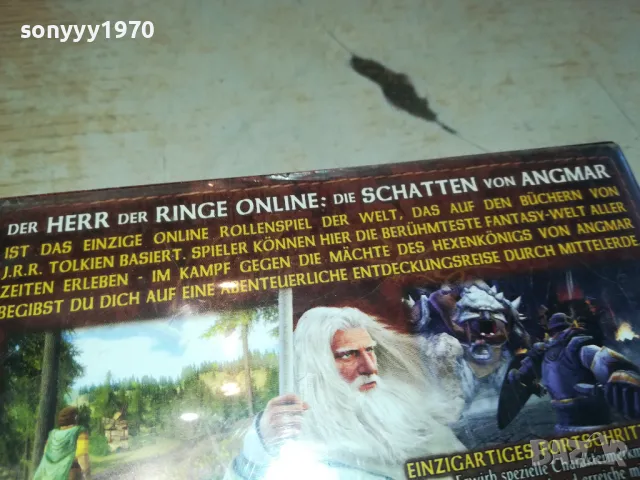 sonyyy1970
DER HERR DER RINGE ONLINE: DIE SCHATTEN VON ANGMAR
IST DAS EINZIGE ONLINE ROLLENSPIEL DER WELT, DAS AUF DEN BÜCHERN VON
J.R.R. TOLKIEN BASIERT. SPIELER KÖNNEN HIER DIE BERÜHMTESTE FANTASY-WELT ALLER
ZEITEN ERLEBEN - IM KAMPF GEGEN DIE MÄCHTE DES HEXENKÖNIGS VON ANGMAR
BEGIBST DU DICH AUF EINE ABENTEUERLICHE ENTDECKUNGSREISE DURCH MITTELERDE
EINZIGARTIGES FORTSCHRIT
spezielle